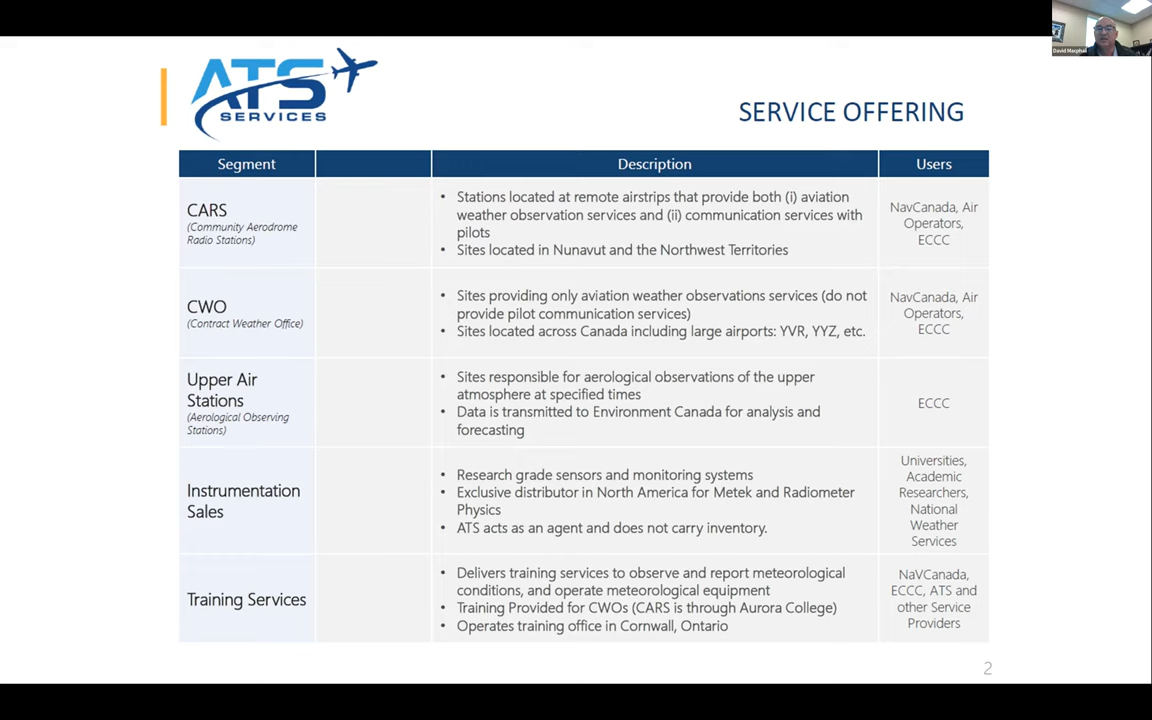 David Macphail
ATS
SERVICES
SERVICE OFFERING
Segment
Description
Users
CARS
(Community Aerodrome
Radio Stations)
• Stations located at remote airstrips that provide both (i) aviation
weather observation services and (ii) communication services with
pilots
• Sites located in Nunavut and the Northwest Territories
NavCanada, Air
Operators,
ECCC
CWO
(Contract Weather Office)
• Sites providing only aviation weather observations services (do not
provide pilot communication services)
• Sites located across Canada including large airports: YVR, YYZ, etc.
NavCanada, Air
Operators,
ECCC
Upper Air
Stations
(Aerological Observing
Stations)
• Sites responsible for aerological observations of the upper
atmosphere at specified times
• Data is transmitted to Environment Canada for analysis and
forecasting
ECCC
Instrumentation
Sales
• Research grade sensors and monitoring systems
• Exclusive distributor in North America for Metek and Radiometer
Physics
• ATS acts as an agent and does not carry inventory.
Universities,
Academic
Researchers,
National
Weather
Services
Training Services
• Delivers training services to observe and report meteorological
conditions, and operate meteorological equipment
• Training Provided for CWOs (CARS is through Aurora College)
• Operates training office in Cornwall, Ontario
NaVCanada,
ECCC, ATS and
other Service
Providers
2